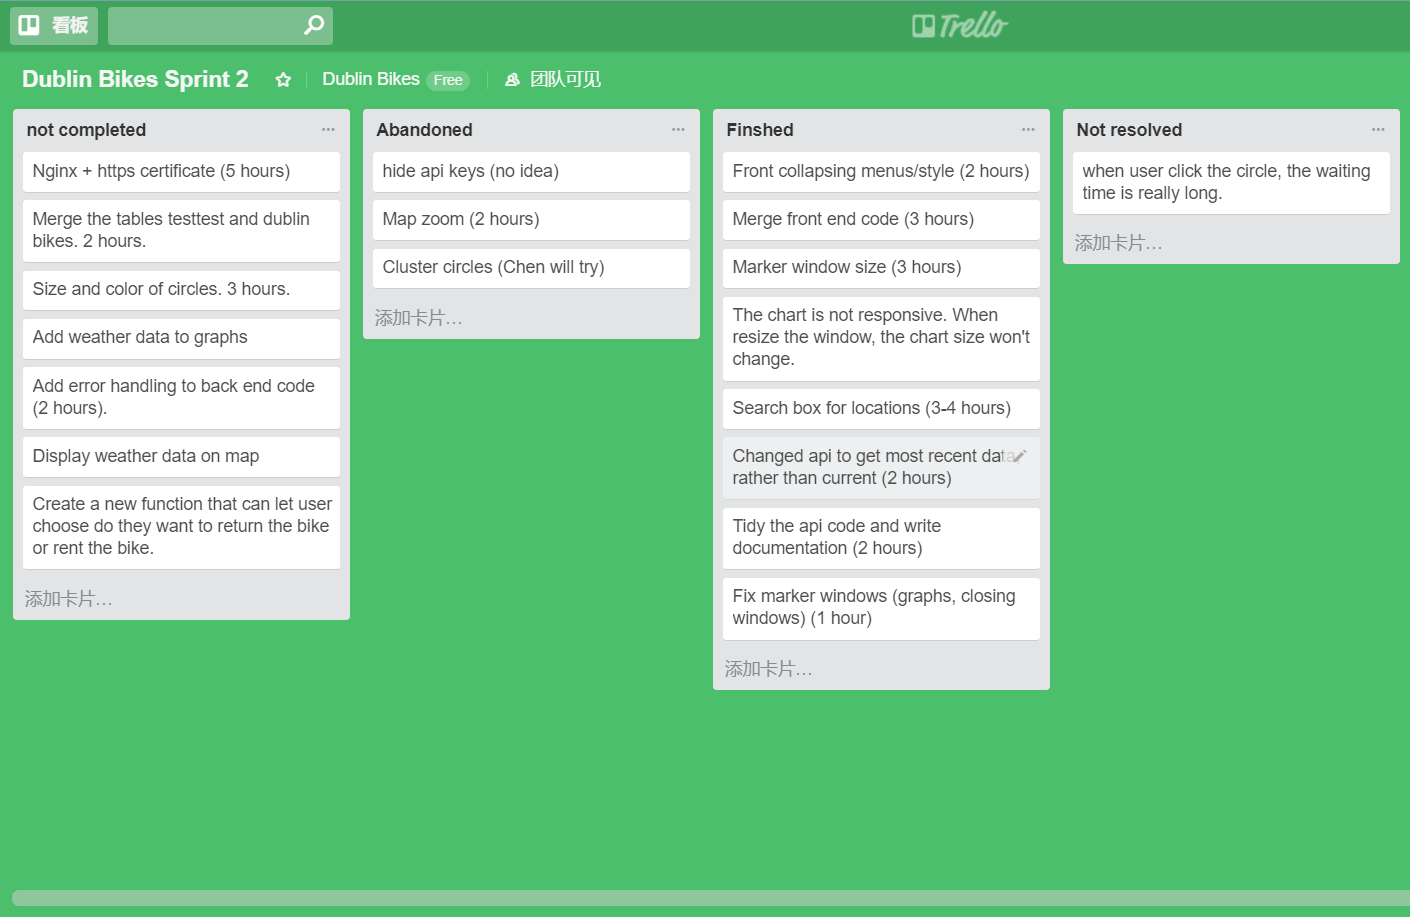 看板
Trello
Dublin Bikes Sprint 2
Dublin Bikes Free
团队可见
not completed
Nginx + https certificate (5 hours)
Merge the tables testtest and dublin
bikes. 2 hours.
Size and color of circles. 3 hours.
Add weather data to graphs
Add error handling to back end code
(2 hours).
Display weather data on map
Create a new function that can let user
choose do they want to return the bike
or rent the bike.
添加卡片…
Abandoned
hide api keys (no idea)
Map zoom (2 hours)
Cluster circles (Chen will try)
添加卡片…
Finshed
Front collapsing menus/style (2 hours)
Merge front end code (3 hours)
Marker window size (3 hours)
The chart is not responsive. When
resize the window, the chart size won't
change.
Search box for locations (3-4 hours)
Changed api to get most recent data,
rather than current (2 hours)
Tidy the api code and write
documentation (2 hours)
Fix marker windows (graphs, closing
windows) (1 hour)
添加卡片…
Not resolved
when user click the circle, the waiting
time is really long.
添加卡片…